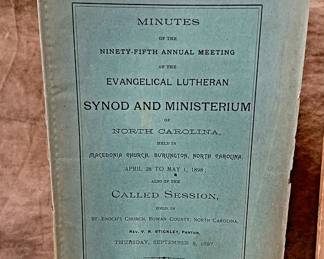 MINUTES
OF THE
NINETY-FIFTH ANNUAL MEETING
OF THE
EVANGELICAL LUTHERAN
SYNOD AND MINISTERIUM
OF
NORTH CAROLINA,
HELD IN
MACEDONIA CHURCH, BURLINGTON, NORTH CAROLINA
APRIL 28 TO MAY 1, 1898
ALSO OF THE
CALLED SESSION,
HELD IN
ST. ENOCH'S CHURCH, ROWAN COUNTY, NORTH CAROLINA,
REV. V. R. STICKLEY, PASTOR,
THURSDAY, SEPTEMBER 2, 1897